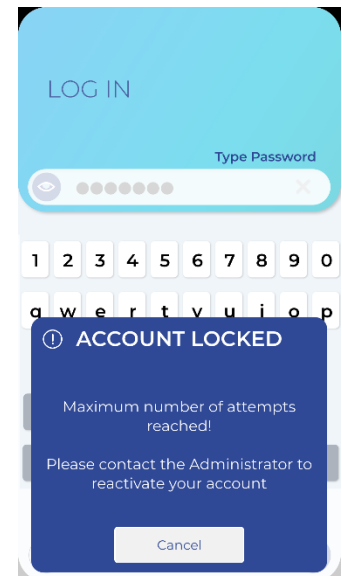 LOG IN
Type Password
1 2 3 4 5 6 7 8 9 0
q w e r t y u i o p
ACCOUNT LOCKED
Maximum number of attempts
reached!
Please contact the Administrator to
reactivate your account
Cancel